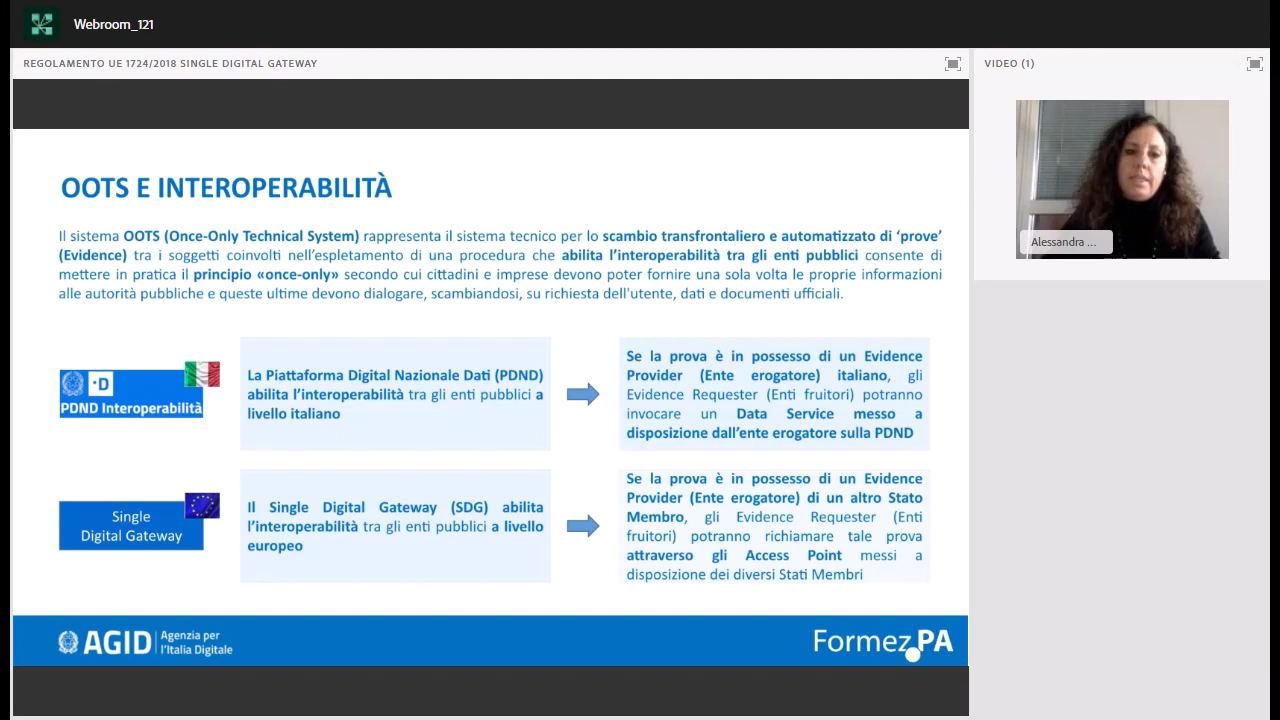 Webroom_121
REGOLAMENTO UE 1724/2018 SINGLE DIGITAL GATEWAY
VIDEO (1)
Alessandra ...
OOTS E INTEROPERABILITÀ
Il sistema OOTS (Once-Only Technical System) rappresenta il sistema tecnico per lo scambio transfrontaliero e automatizzato di ‘prove’
(Evidence) tra i soggetti coinvolti nell’espletamento di una procedura che abilita l’interoperabilità tra gli enti pubblici consente di
mettere in pratica il principio «once-only» secondo cui cittadini e imprese devono poter fornire una sola volta le proprie informazioni
alle autorità pubbliche e queste ultime devono dialogare, scambiandosi, su richiesta dell'utente, dati e documenti ufficiali.
·D
PDND Interoperabilità
La Piattaforma Digital Nazionale Dati (PDND)
abilita l’interoperabilità tra gli enti pubblici a
livello italiano
Se la prova è in possesso di un Evidence
Provider (Ente erogatore) italiano, gli
Evidence Requester (Enti fruitori) potranno
invocare un Data Service messo a
disposizione dall’ente erogatore sulla PDND
Single
Digital Gateway
Il Single Digital Gateway (SDG) abilita
l’interoperabilità tra gli enti pubblici a livello
europeo
Se la prova è in possesso di un Evidence
Provider (Ente erogatore) di un altro Stato
Membro, gli Evidence Requester (Enti
fruitori) potranno richiamare tale prova
attraverso gli Access Point messi a
disposizione dei diversi Stati Membri
AGID
Agenzia per
l’Italia Digitale
Formez PA